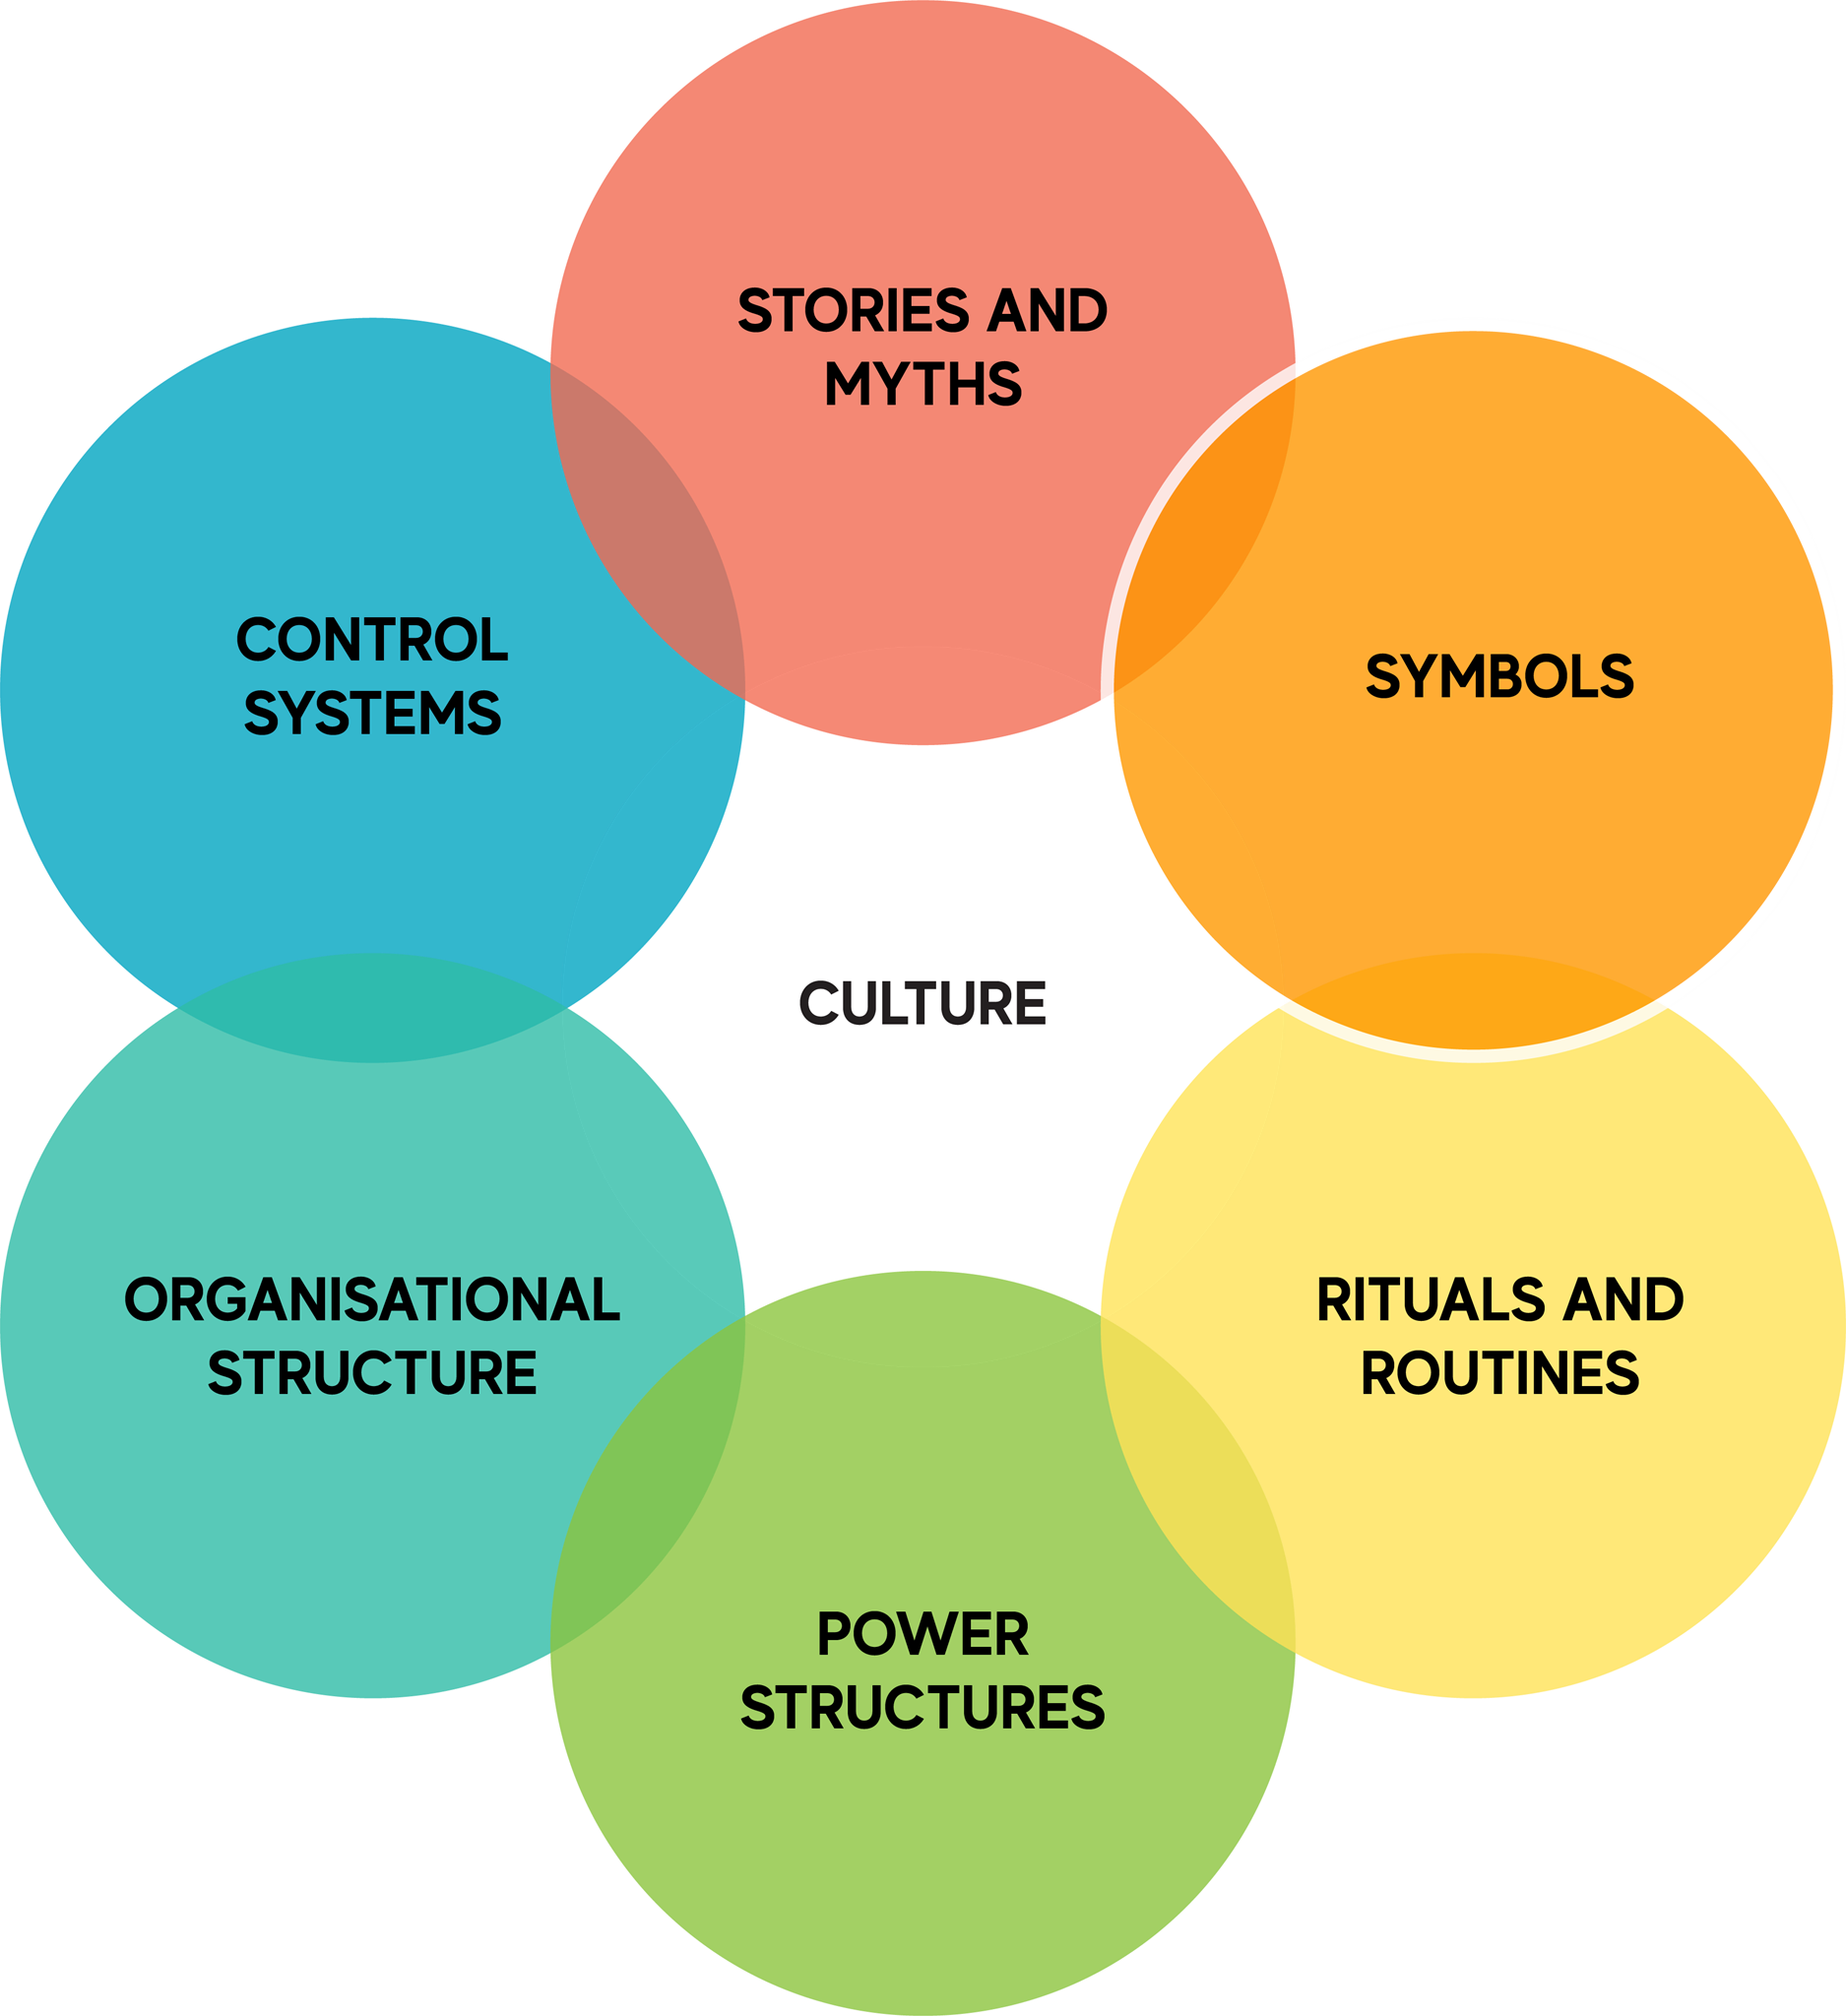 STORIES AND
MYTHS
CONTROL
SYSTEMS
SYMBOLS
CULTURE
ORGANISATIONAL
STRUCTURE
RITUALS AND
ROUTINES
POWER
STRUCTURES